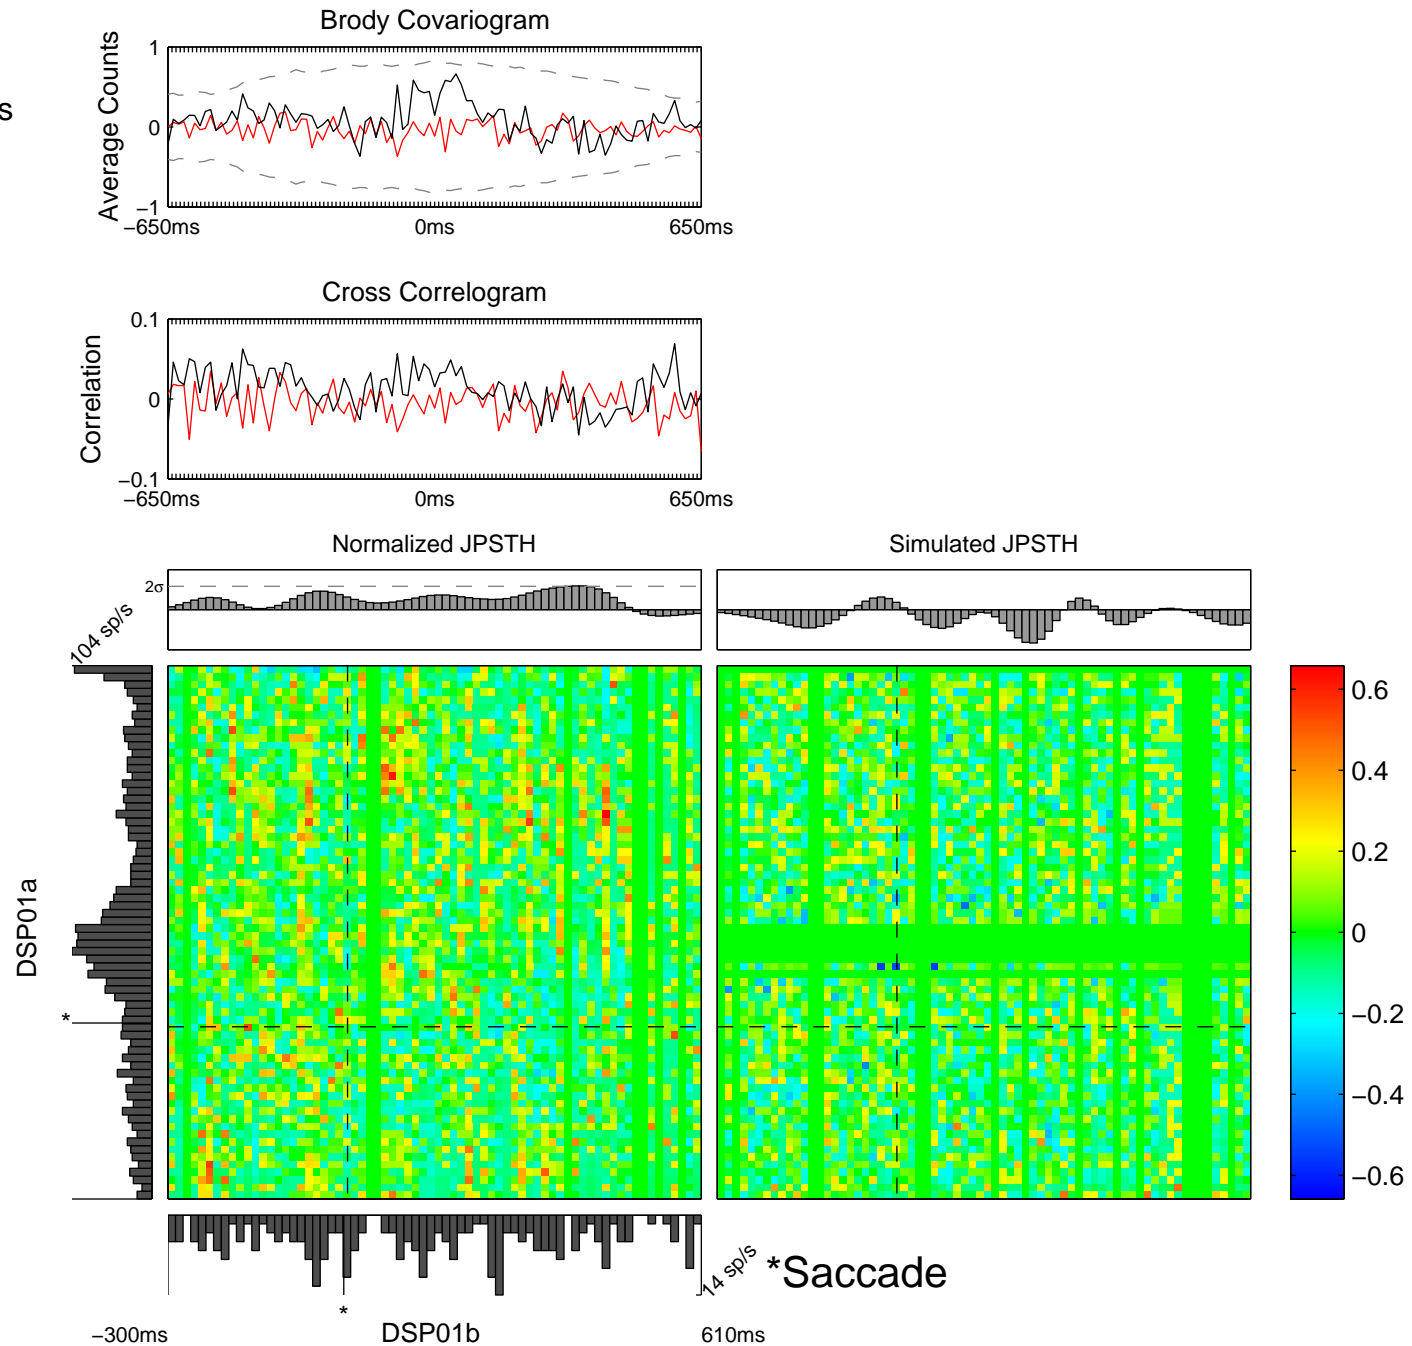 Brody Covariogram
s
Average Counts
1
0
−1
−650ms 0ms 650ms
Cross Correlogram
Correlation
0.1
0
−0.1
−650ms 0ms 650ms
Normalized JPSTH Simulated JPSTH
2σ
104 sp/s
DSP01a
*
0.6
0.4
0.2
0
−0.2
−0.4
−0.6
14 sp/s
*Saccade
*
−300ms DSP01b 610ms